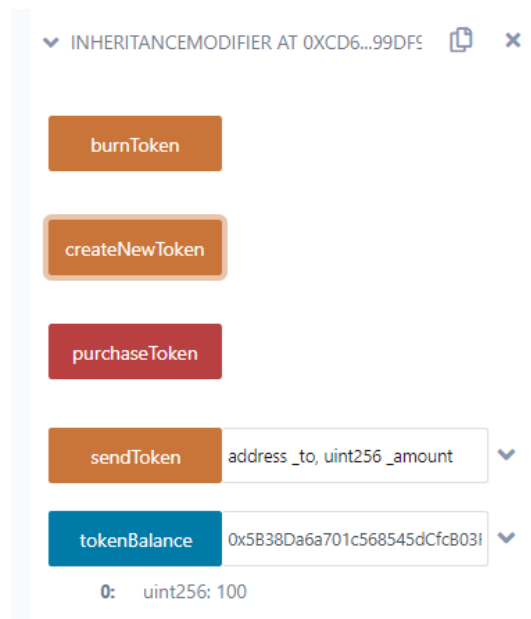 INHERITANCEMODIFIER AT 0XCD6...99DF9
burnToken
createNewToken
purchaseToken
sendToken address _to, uint256 _amount
tokenBalance 0x5B38Da6a701c568545dCfcB03
0: uint256: 100